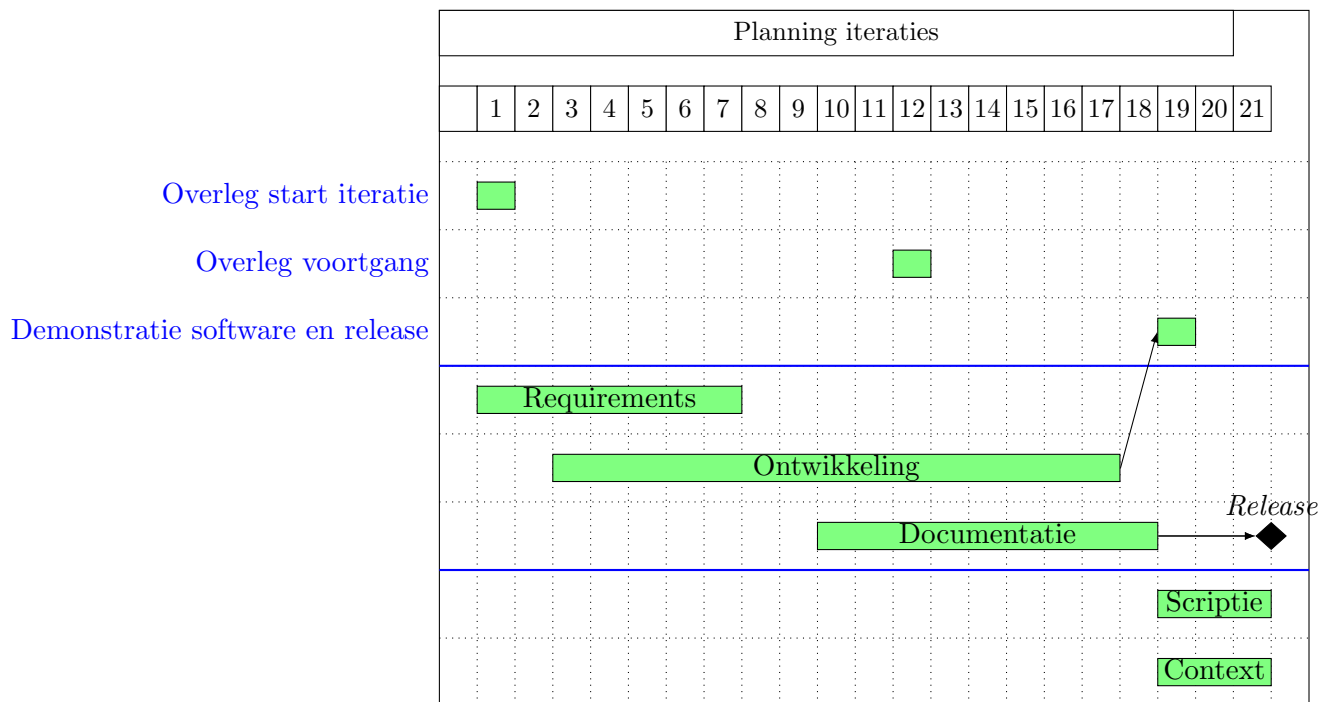 Planning iteraties
1 2 3 4 5 6 7 8 9 10 11 12 13 14 15 16 17 18 19 20 21
Overleg start iteratie
Overleg voortgang
Demonstratie software en release
Requirements
Ontwikkeling
Release
Documentatie
Scriptie
Context